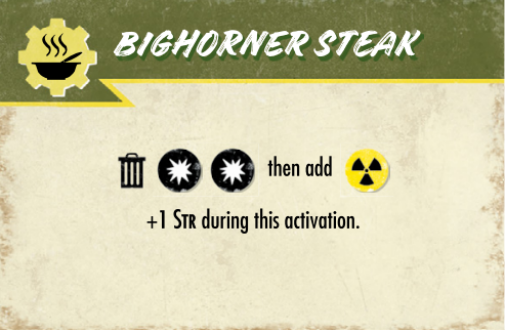 BIGHORNER STEAK
then add
+1 STR during this activation.